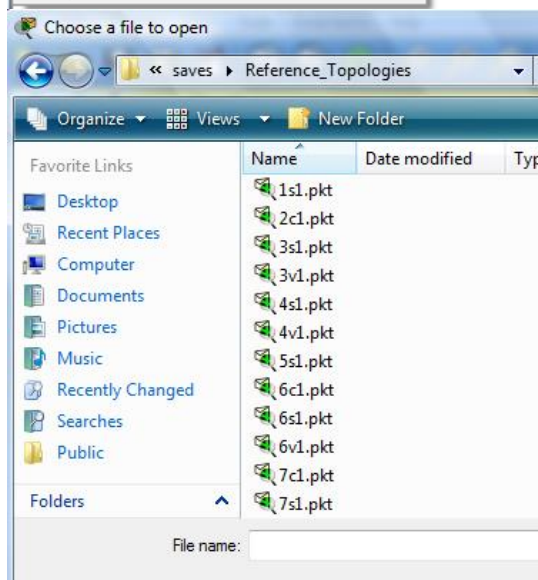 Choose a file to open
« saves ▸ Reference_Topologies
Organize Views New Folder
Favorite Links
Desktop
Recent Places
Computer
Documents
Pictures
Music
Recently Changed
Searches
Public
Folders
Name Date modified Typ
1s1.pkt
2c1.pkt
3s1.pkt
3v1.pkt
4s1.pkt
4v1.pkt
5s1.pkt
6c1.pkt
6s1.pkt
6v1.pkt
7c1.pkt
7s1.pkt
File name: